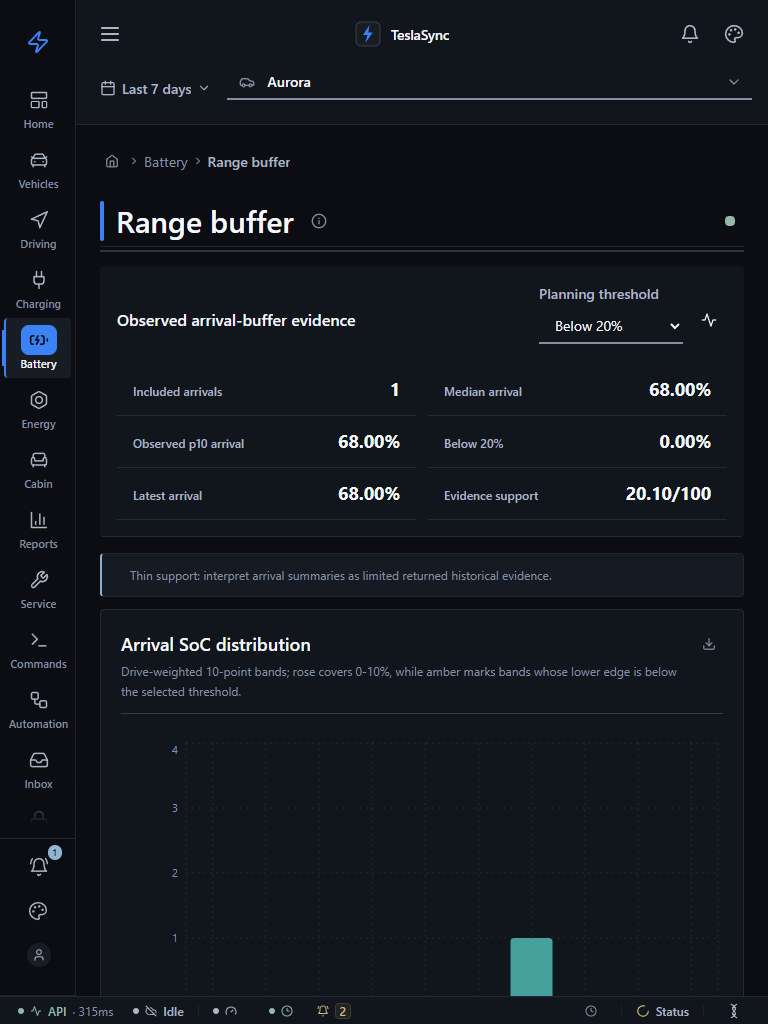 TeslaSync
Last 7 days
Aurora
Home
Vehicles
Driving
Charging
Battery
Energy
Cabin
Reports
Service
Commands
Automation
Inbox
1
Battery
Range buffer
Range buffer
Observed arrival-buffer evidence
Planning threshold
Below 20%
Included arrivals 1
Median arrival 68.00%
Observed p10 arrival 68.00%
Below 20% 0.00%
Latest arrival 68.00%
Evidence support 20.10/100
Thin support: interpret arrival summaries as limited returned historical evidence.
Arrival SoC distribution
Drive-weighted 10-point bands; rose covers 0-10%, while amber marks bands whose lower edge is below
the selected threshold.
4
3
2
1
API · 315ms
Idle
2
Status